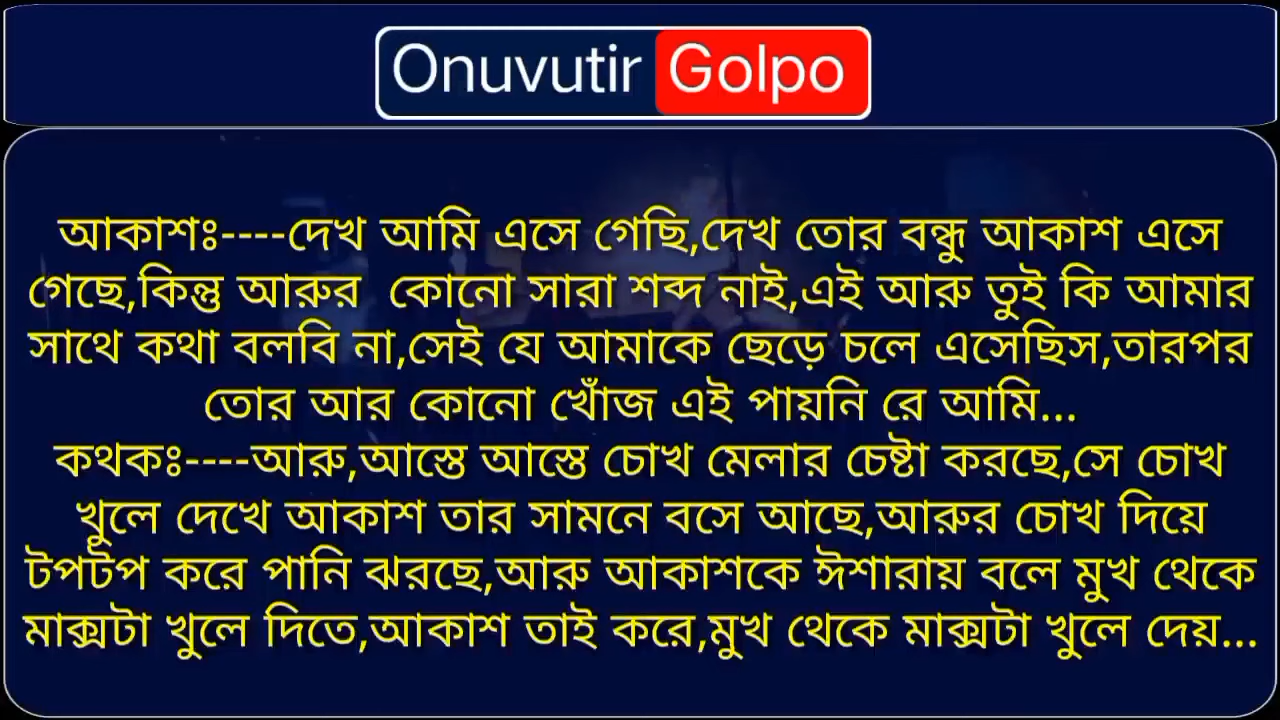 Onuvutir Golpo
আকাশঃ----দেখ আমি এসে গেছি,দেখ তোর বন্ধু আকাশ এসে
গেছে,কিন্তু আরুর কোনো সারা শব্দ নাই,এই আরু তুই কি আমার
সাথে কথা বলবি না,সেই যে আমাকে ছেড়ে চলে এসেছিস,তারপর
তোর আর কোনো খোঁজ এই পায়নি রে আমি...
কথকঃ----আরু,আস্তে আস্তে চোখ মেলার চেষ্টা করছে,সে চোখ
খুলে দেখে আকাশ তার সামনে বসে আছে,আরুর চোখ দিয়ে
টপটপ করে পানি ঝরছে,আরু আকাশকে ঈশারায় বলে মুখ থেকে
মাক্সটা খুলে দিতে,আকাশ তাই করে,মুখ থেকে মাক্সটা খুলে দেয়...